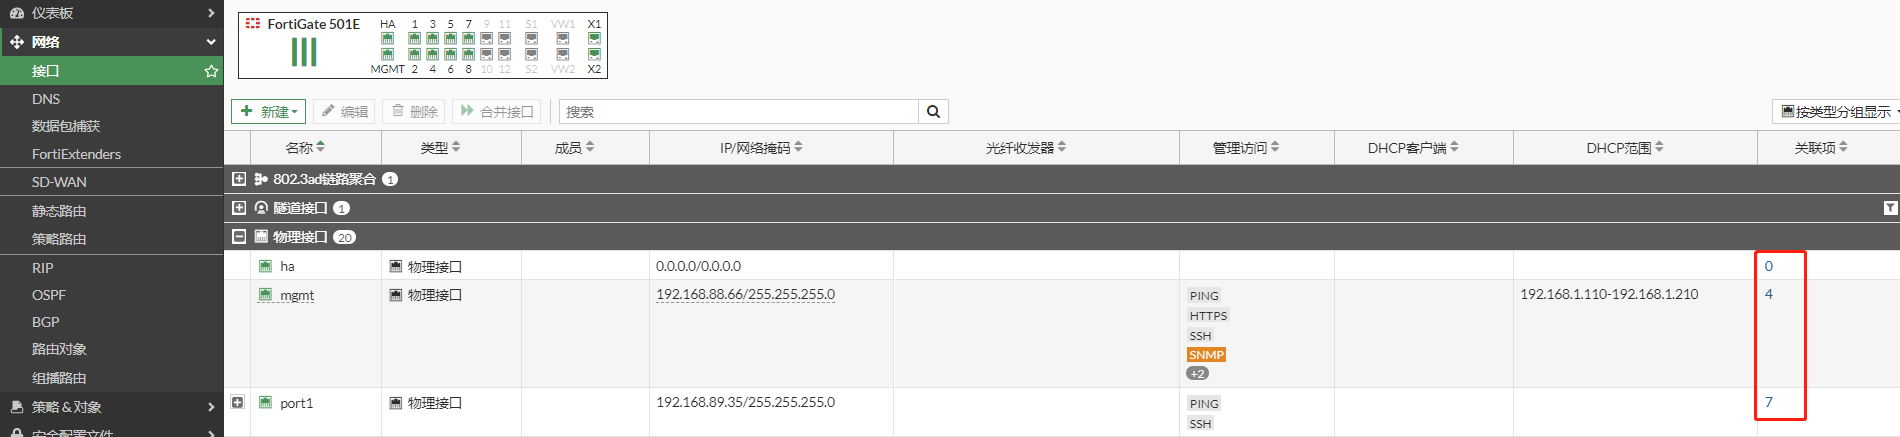 仪表板
网络
接口
DNS
数据包捕获
FortiExtenders
SD-WAN
静态路由
策略路由
RIP
OSPF
BGP
路由对象
组播路由
策略 & 对象
安全配置文件
FortiGate 501E
HA 1 3 5 7 9 11 S1 VW1 X1
MGMT 2 4 6 8 10 12 S2 VW2 X2
新建 编辑 删除 合并接口 搜索 按类型分组显示
名称 类型 成员 IP/网络掩码 光纤收发器 管理访问 DHCP客户端 DHCP范围 关联项
802.3ad链路聚合 1
隧道接口 1
物理接口 20
ha 物理接口 0.0.0.0/0.0.0.0 0
mgmt 物理接口 192.168.88.66/255.255.255.0 PING 192.168.1.110-192.168.1.210 4
HTTPS
SSH
SNMP
+2
port1 物理接口 192.168.89.35/255.255.255.0 PING 7
SSH